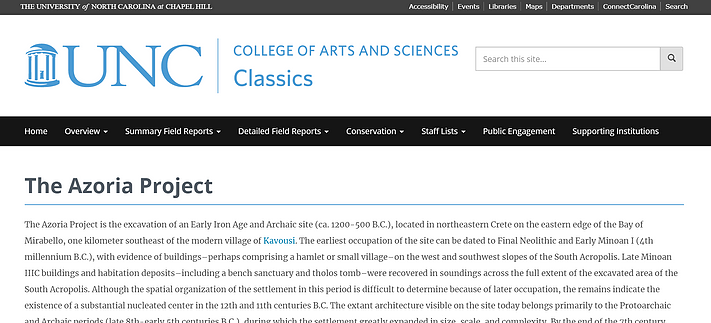 THE UNIVERSITY of NORTH CAROLINA at CHAPEL HILL
Accessibility Events Libraries Maps Departments ConnectCarolina Search
UNC
COLLEGE OF ARTS AND SCIENCES
Classics
Search this site...
Home Overview Summary Field Reports Detailed Field Reports Conservation Staff Lists Public Engagement Supporting Institutions
The Azoria Project
The Azoria Project is the excavation of an Early Iron Age and Archaic site (ca. 1200-500 B.C.), located in northeastern Crete on the eastern edge of the Bay of
Mirabello, one kilometer southeast of the modern village of Kavousi. The earliest occupation of the site can be dated to Final Neolithic and Early Minoan I (4th
millennium B.C.), with evidence of buildings–perhaps comprising a hamlet or small village–on the west and southwest slopes of the South Acropolis. Late Minoan
IIIC buildings and habitation deposits–including a bench sanctuary and tholos tomb–were recovered in soundings across the full extent of the excavated area of the
South Acropolis. Although the spatial organization of the settlement in this period is difficult to determine because of later occupation, the remains indicate the
existence of a substantial nucleated center in the 12th and 11th centuries B.C. The extant architecture visible on the site today belongs primarily to the Protoarchaic
and Archaic periods (late 8th-early 5th centuries B.C.), during which the settlement greatly expanded in size, scale, and complexity. By the end of the 7th century